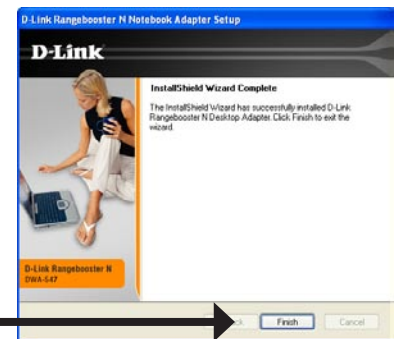 D-Link Rangebooster N Notebook Adapter Setup
D-Link
InstallShield Wizard Complete
The InstallShield Wizard has successfully installed D-Link
Rangebooster N Desktop Adapter. Click Finish to exit the
wizard.
D-Link Rangebooster N
DWA-547
Finish
Cancel